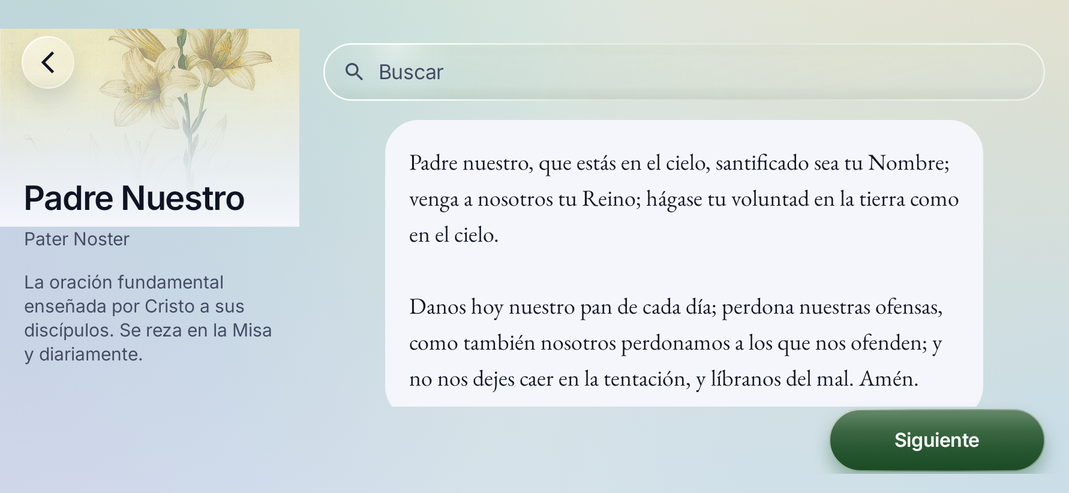 Padre Nuestro
Pater Noster
La oración fundamental
enseñada por Cristo a sus
discípulos. Se reza en la Misa
y diariamente.
Buscar
Padre nuestro, que estás en el cielo, santificado sea tu Nombre;
venga a nosotros tu Reino; hágase tu voluntad en la tierra como
en el cielo.
Danos hoy nuestro pan de cada día; perdona nuestras ofensas,
como también nosotros perdonamos a los que nos ofenden; y
no nos dejes caer en la tentación, y líbranos del mal. Amén.
Siguiente